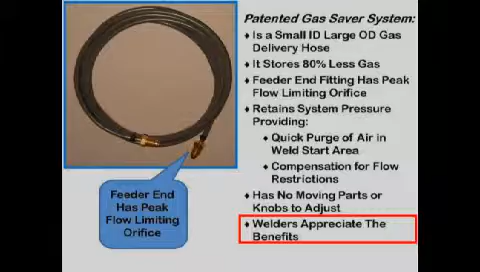 Patented Gas Saver System:
♦ Is a Small ID Large OD Gas
Delivery Hose
♦ It Stores 80% Less Gas
♦ Feeder End Fitting Has Peak
Flow Limiting Orifice
♦ Retains System Pressure
Providing:
♦ Quick Purge of Air in
Weld Start Area
♦ Compensation for Flow
Restrictions
♦ Has No Moving Parts or
Knobs to Adjust
♦ Welders Appreciate The
Benefits
Feeder End
Has Peak
Flow Limiting
Orifice